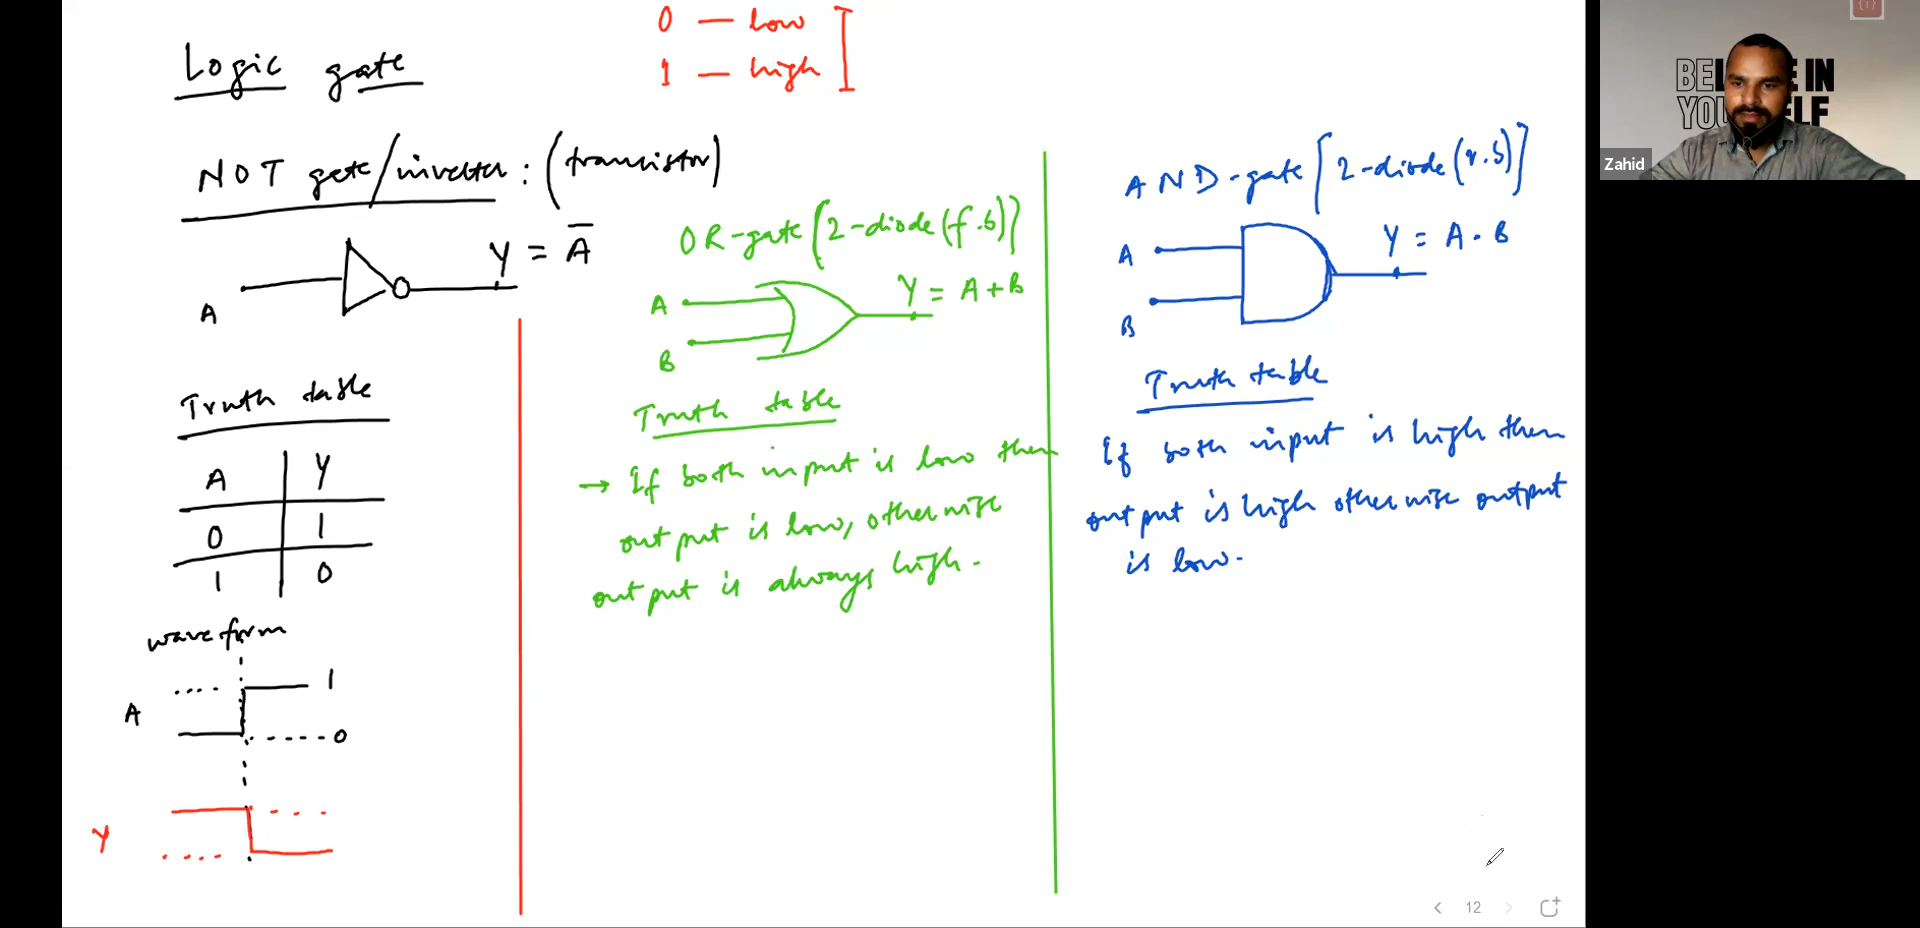 Logic gate
0 — low
1 — high
NOT gate/inverter : (transistor)
A
Y = A̅
Truth table
A Y
0 1
1 0
waveform
A
1
0
Y
OR-gate [2-diode (f.b)]
A
B
Y = A + B
Truth table
→ If both input is low then
output is low, otherwise
output is always high.
AND-gate [2-diode (r.b)]
A
B
Y = A . B
Truth table
If both input is high then
output is high otherwise output
is low.
12
BELIEVE IN
YOURSELF
Zahid